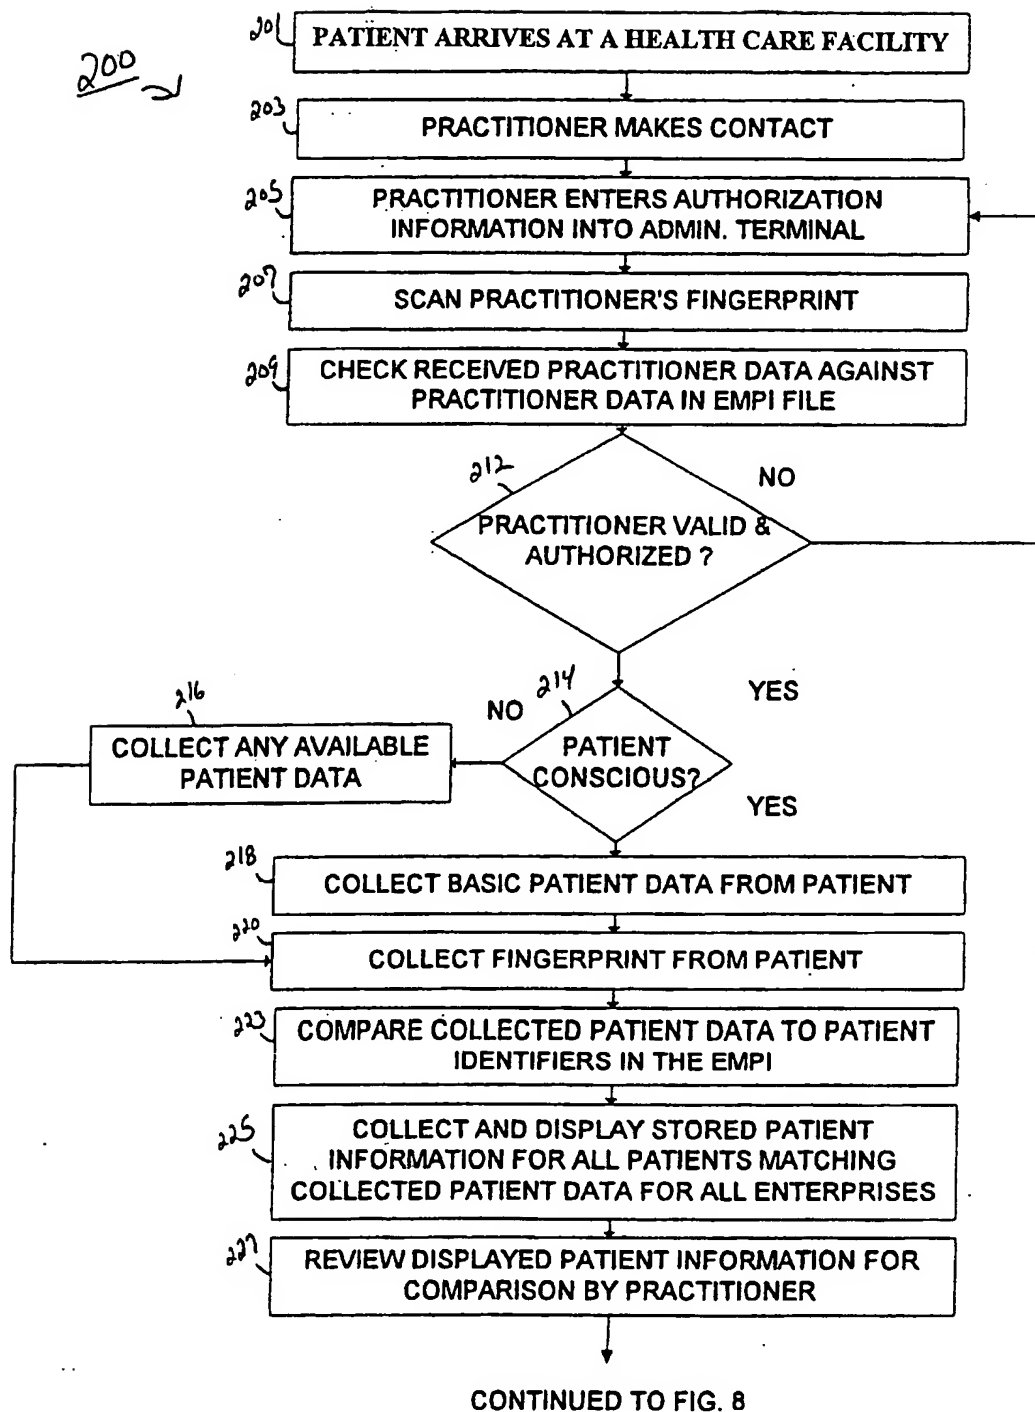 200
201
PATIENT ARRIVES AT A HEALTH CARE FACILITY
203
PRACTITIONER MAKES CONTACT
205
PRACTITIONER ENTERS AUTHORIZATION
INFORMATION INTO ADMIN. TERMINAL
207
SCAN PRACTITIONER'S FINGERPRINT
209
CHECK RECEIVED PRACTITIONER DATA AGAINST
PRACTITIONER DATA IN EMPI FILE
212
NO
PRACTITIONER VALID &
AUTHORIZED ?
214
YES
216
NO
COLLECT ANY AVAILABLE
PATIENT DATA
PATIENT
CONSCIOUS?
YES
218
COLLECT BASIC PATIENT DATA FROM PATIENT
220
COLLECT FINGERPRINT FROM PATIENT
223
COMPARE COLLECTED PATIENT DATA TO PATIENT
IDENTIFIERS IN THE EMPI
225
COLLECT AND DISPLAY STORED PATIENT
INFORMATION FOR ALL PATIENTS MATCHING
COLLECTED PATIENT DATA FOR ALL ENTERPRISES
227
REVIEW DISPLAYED PATIENT INFORMATION FOR
COMPARISON BY PRACTITIONER
CONTINUED TO FIG. 8